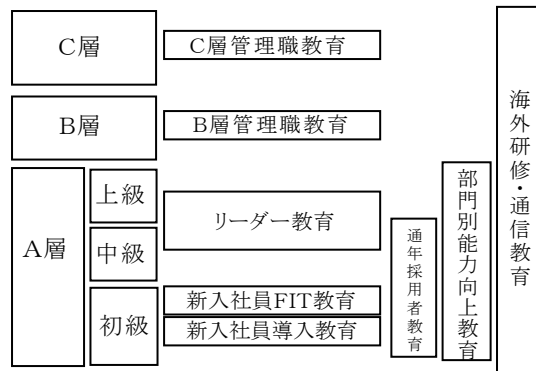 C層
C層管理職教育
B層
B層管理職教育
A層
上級
中級
初級
リーダー教育
新入社員FIT教育
新入社員導入教育
通年採用者教育
部門別能力向上教育
海外研修・通信教育